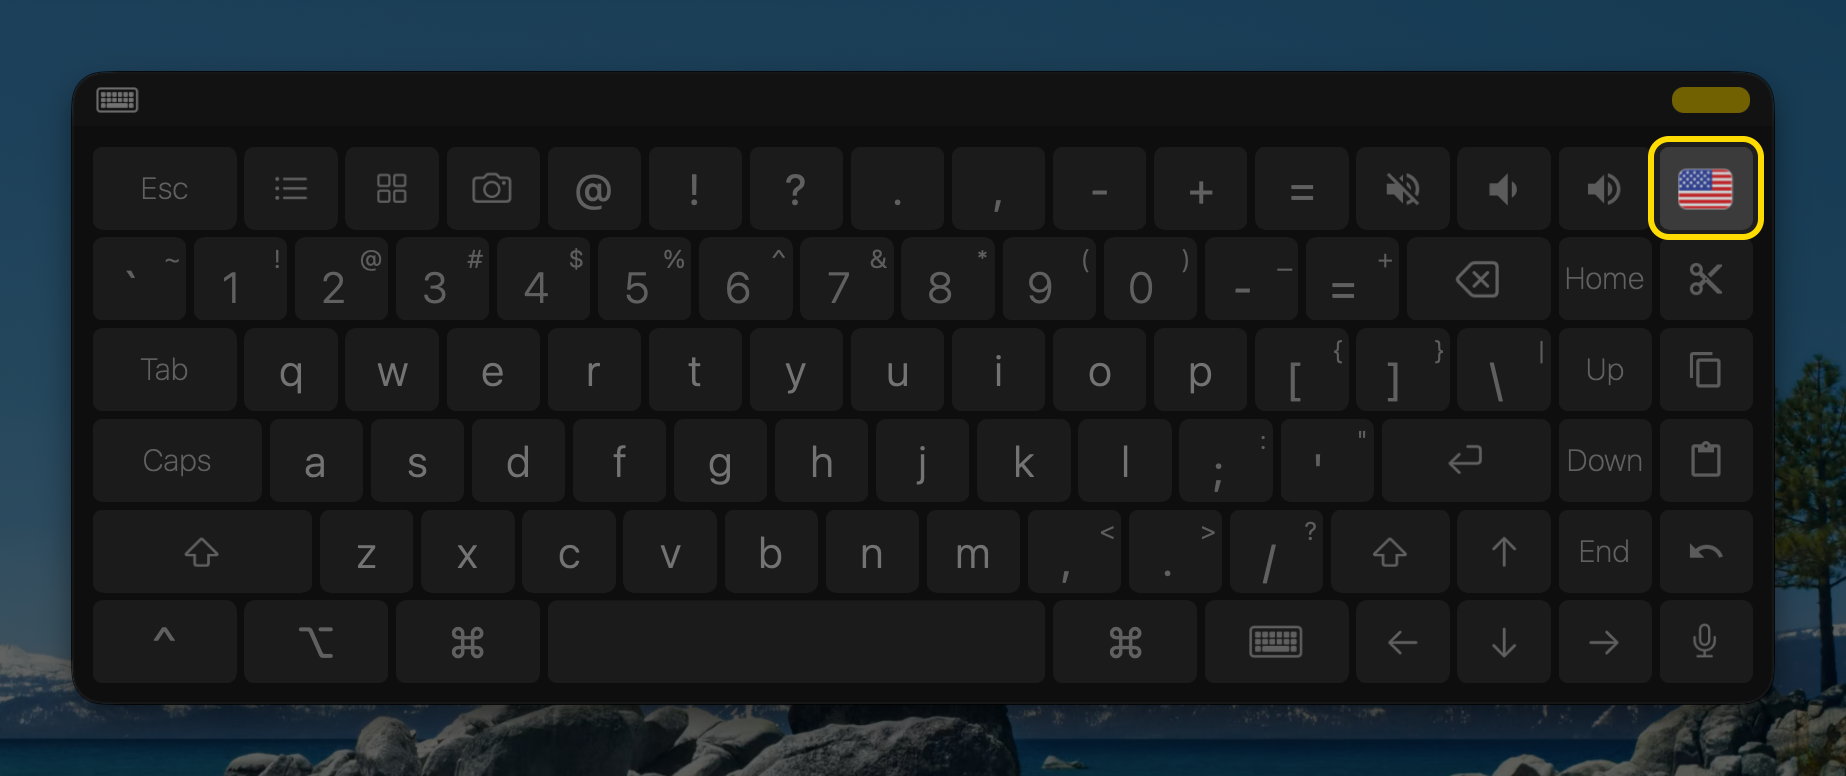 Esc @ ! ? . , - + =
` ~ 1 ! 2 @ 3 # 4 $ 5 % 6 ^ 7 & 8 * 9 ( 0 ) - _ = + Home
Tab q w e r t y u i o p [ { ] } \ | Up
Caps a s d f g h j k l ; : ' " Down
z x c v b n m , < . > / ? End
^ ⌥ ⌘ ⌘